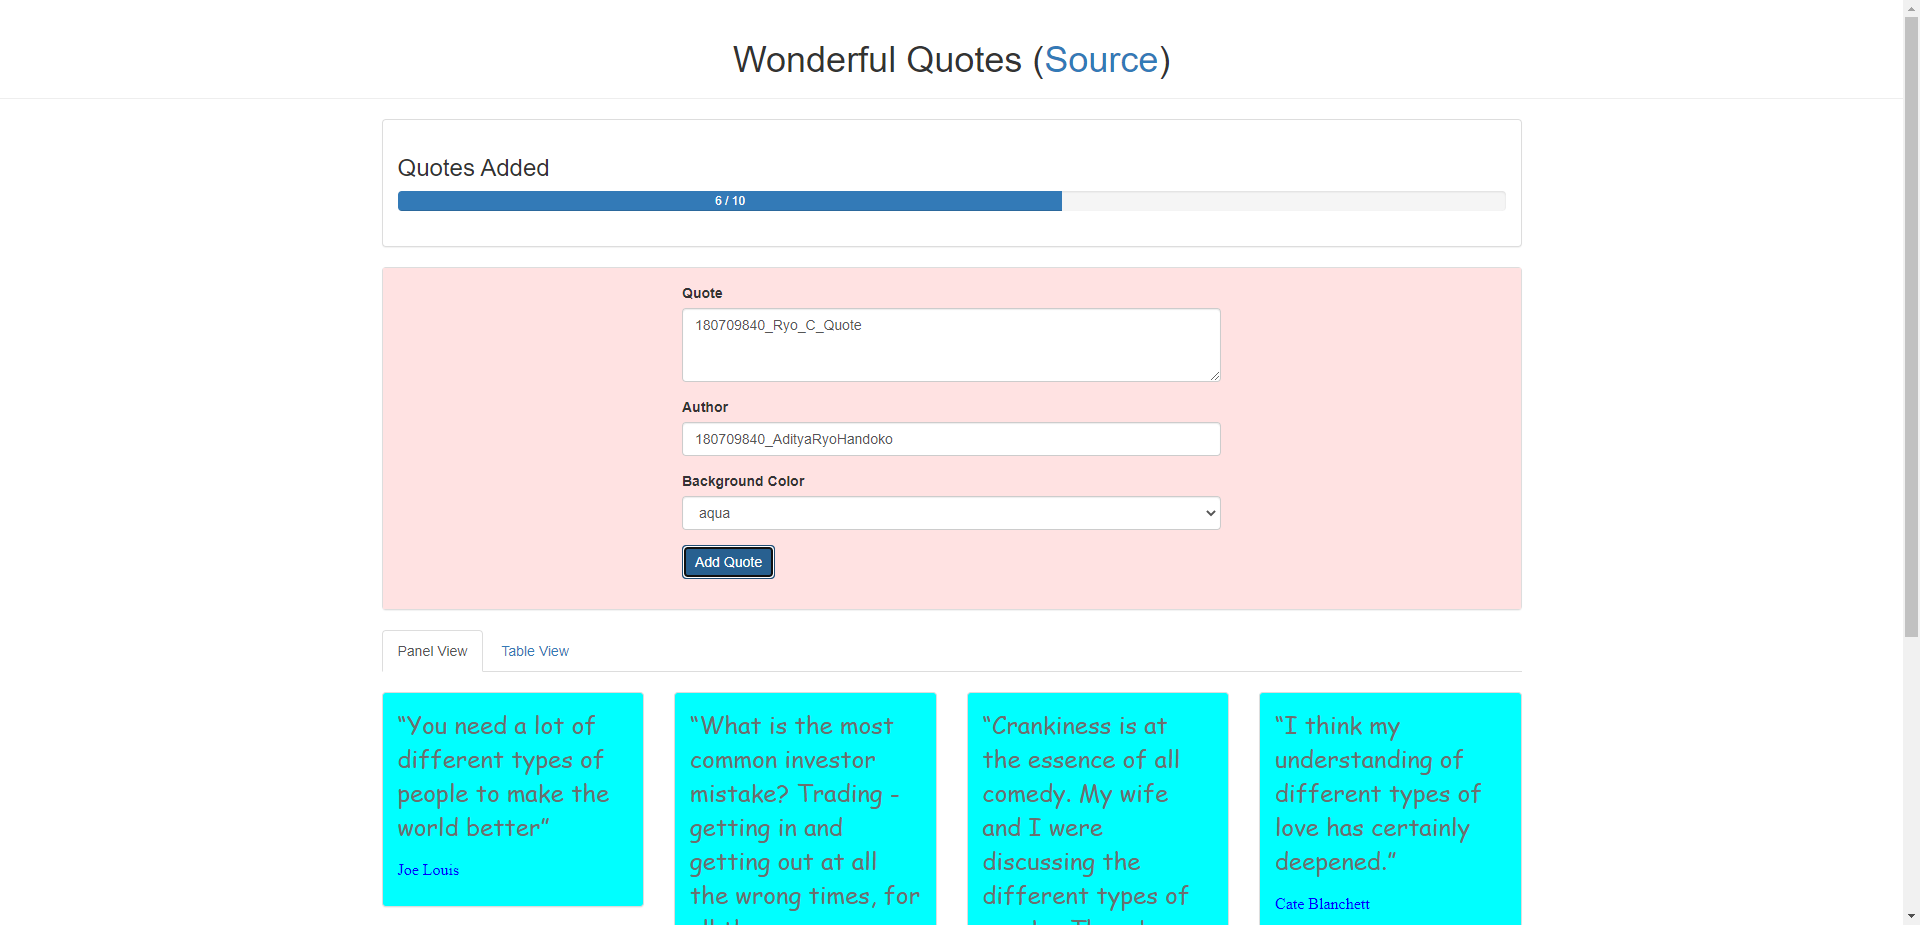 Wonderful Quotes (Source)
Quotes Added
6 / 10
Quote
180709840_Ryo_C_Quote
Author
180709840_AdityaRyoHandoko
Background Color
aqua
Add Quote
Panel View
Table View
“You need a lot of
different types of
people to make the
world better”
Joe Louis
“What is the most
common investor
mistake? Trading -
getting in and
getting out at all
the wrong times, for
“Crankiness is at
the essence of all
comedy. My wife
and I were
discussing the
different types of
“I think my
understanding of
different types of
love has certainly
deepened.”
Cate Blanchett